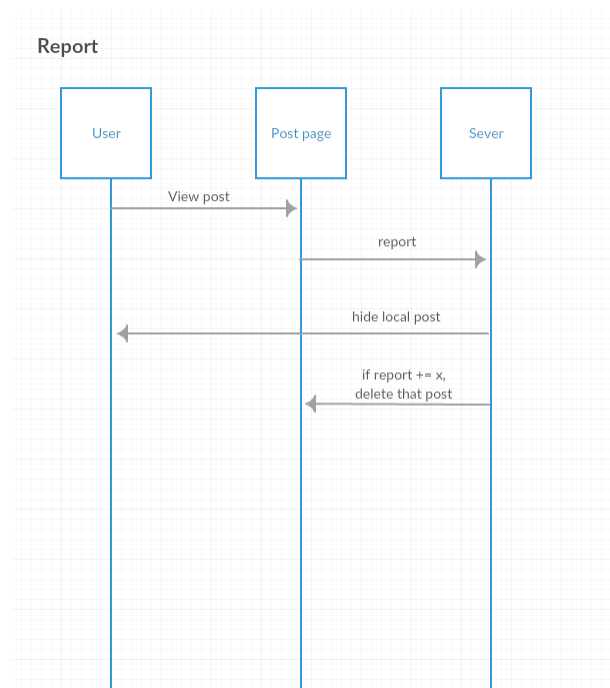 Report
User
Post page
Sever
View post
report
hide local post
if report += x,
delete that post